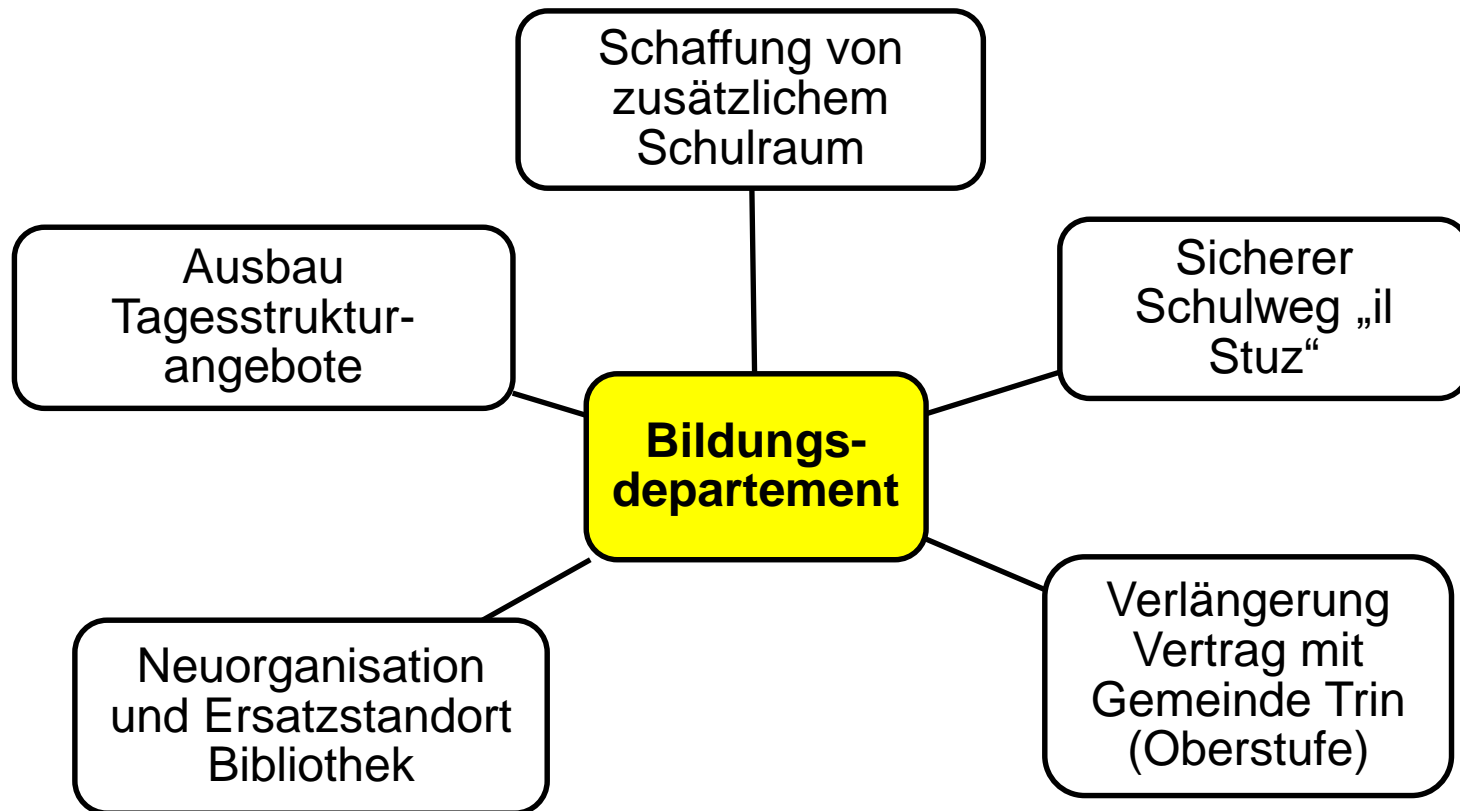 Schaffung von
zusätzlichem
Schulraum
Ausbau
Tagesstruktur-
angebote
Sicherer
Schulweg „il
Stuz“
Bildungs-
departement
Neuorganisation
und Ersatzstandort
Bibliothek
Verlängerung
Vertrag mit
Gemeinde Trin
(Oberstufe)